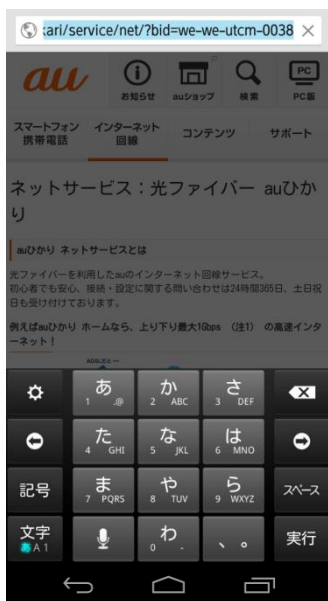 :ari/service/net/?bid=we-we-utcm-0038
au
お知らせ auショップ 検索 PC PC版
スマートフォン 携帯電話
インターネット 回線
コンテンツ
サポート
ネットサービス：光ファイバー auひか
り
auひかり ネットサービスとは
光ファイバーを利用したauのインターネット回線サービス。
初心者でも安心、接続・設定に関する問い合わせは24時間365日、土日祝
日も受け付けております。
例えばauひかり ホームなら、上り下り最大1Gbps （注1） の高速インタ
ーネット！
あ 1 .@
か 2 ABC
さ 3 DEF
た 4 GHI
な 5 JKL
は 6 MNO
記号
ま 7 PQRS
や 8 TUV
ら 9 WXYZ
スペース
文字 あA1
わ 0 -
、。
実行